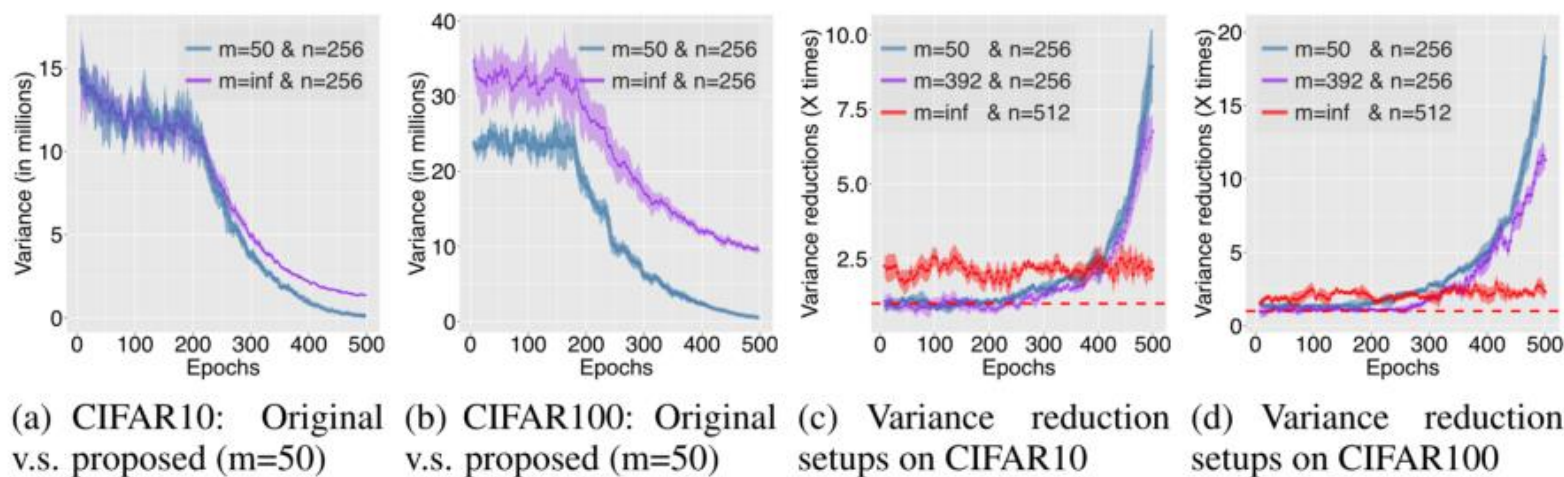 15
10
5
0
Variance (in millions)
m=50 & n=256
m=inf & n=256
0 100 200 300 400 500
Epochs
40
30
20
10
0
Variance (in millions)
m=50 & n=256
m=inf & n=256
0 100 200 300 400 500
Epochs
10.0
7.5
5.0
2.5
Variance reductions (X times)
m=50 & n=256
m=392 & n=256
m=inf & n=512
0 100 200 300 400 500
Epochs
20
15
10
5
0
Variance reductions (X times)
m=50 & n=256
m=392 & n=256
m=inf & n=512
0 100 200 300 400 500
Epochs
(a) CIFAR10: Original
v.s. proposed (m=50)
(b) CIFAR100: Original
v.s. proposed (m=50)
(c) Variance reduction
setups on CIFAR10
(d) Variance reduction
setups on CIFAR100